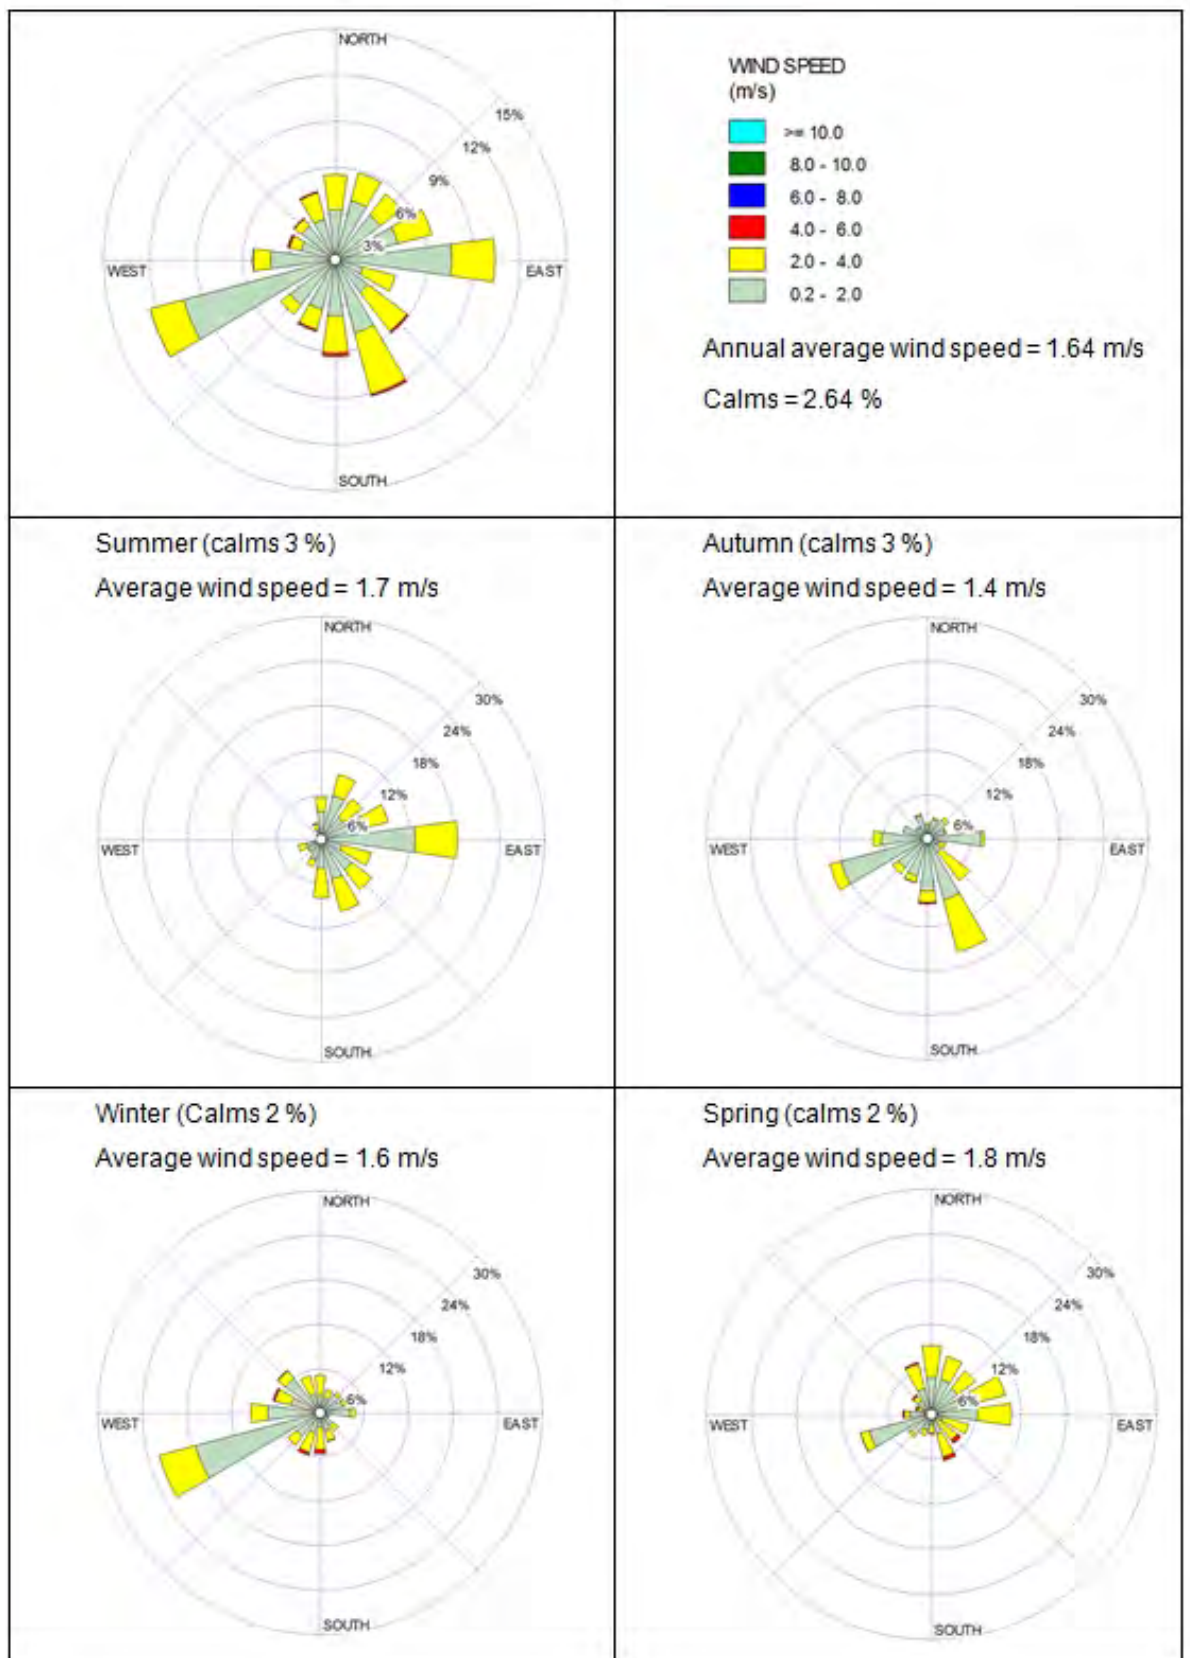 NORTH
15%
12%
9%
6%
3%
WEST
EAST
SOUTH
WIND SPEED
(m/s)
>= 10.0
8.0 - 10.0
6.0 - 8.0
4.0 - 6.0
2.0 - 4.0
0.2 - 2.0
Annual average wind speed = 1.64 m/s
Calms = 2.64 %
Summer (calms 3 %)
Average wind speed = 1.7 m/s
NORTH
30%
24%
18%
12%
6%
WEST
EAST
SOUTH
Autumn (calms 3 %)
Average wind speed = 1.4 m/s
NORTH
30%
24%
18%
12%
6%
WEST
EAST
SOUTH
Winter (Calms 2 %)
Average wind speed = 1.6 m/s
NORTH
30%
24%
18%
12%
6%
WEST
EAST
SOUTH
Spring (calms 2 %)
Average wind speed = 1.8 m/s
NORTH
30%
24%
18%
12%
6%
WEST
EAST
SOUTH